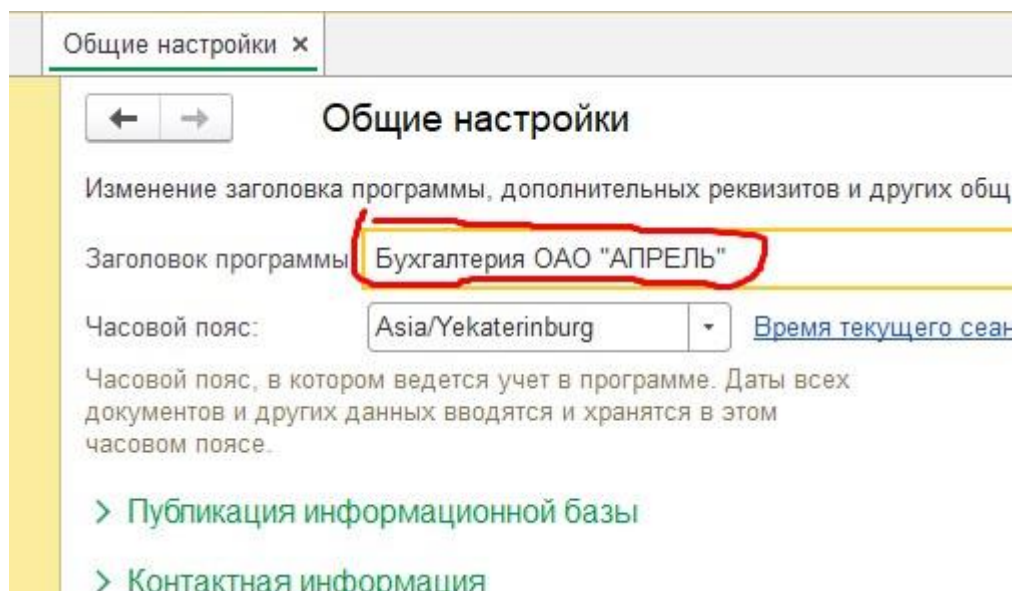 Общие настройки ×
Общие настройки
Изменение заголовка программы, дополнительных реквизитов и других общ
Заголовок программы Бухгалтерия ОАО "АПРЕЛЬ"
Часовой пояс: Asia/Yekaterinburg Время текущего сеан
Часовой пояс, в котором ведется учет в программе. Даты всех
документов и других данных вводятся и хранятся в этом
часовом поясе.
Публикация информационной базы
Контактная информация